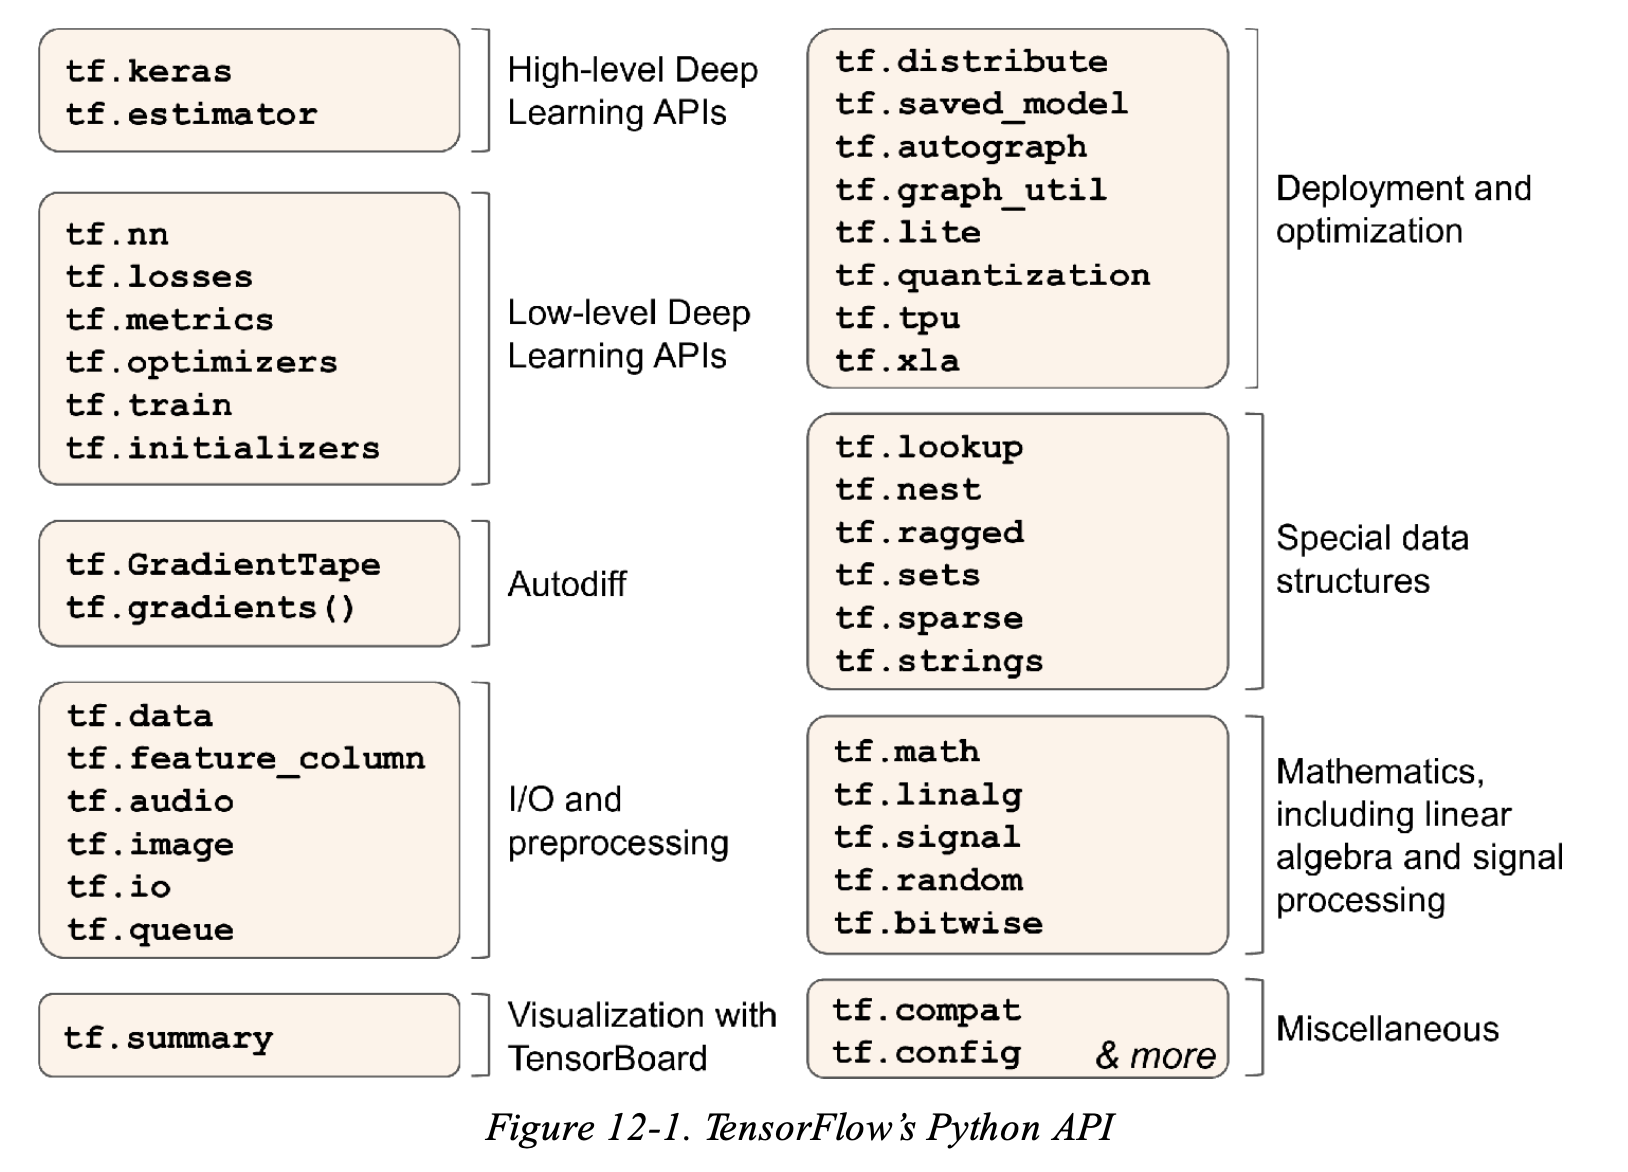 tf.keras
tf.estimator
High-level Deep
Learning APIs
tf.nn
tf.losses
tf.metrics
tf.optimizers
tf.train
tf.initializers
Low-level Deep
Learning APIs
tf.GradientTape
tf.gradients()
Autodiff
tf.data
tf.feature_column
tf.audio
tf.image
tf.io
tf.queue
I/O and
preprocessing
tf.summary
Visualization with
TensorBoard
tf.distribute
tf.saved_model
tf.autograph
tf.graph_util
tf.lite
tf.quantization
tf.tpu
tf.xla
Deployment and
optimization
tf.lookup
tf.nest
tf.ragged
tf.sets
tf.sparse
tf.strings
Special data
structures
tf.math
tf.linalg
tf.signal
tf.random
tf.bitwise
Mathematics,
including linear
algebra and signal
processing
tf.compat
tf.config & more
Miscellaneous
Figure 12-1. TensorFlow’s Python API